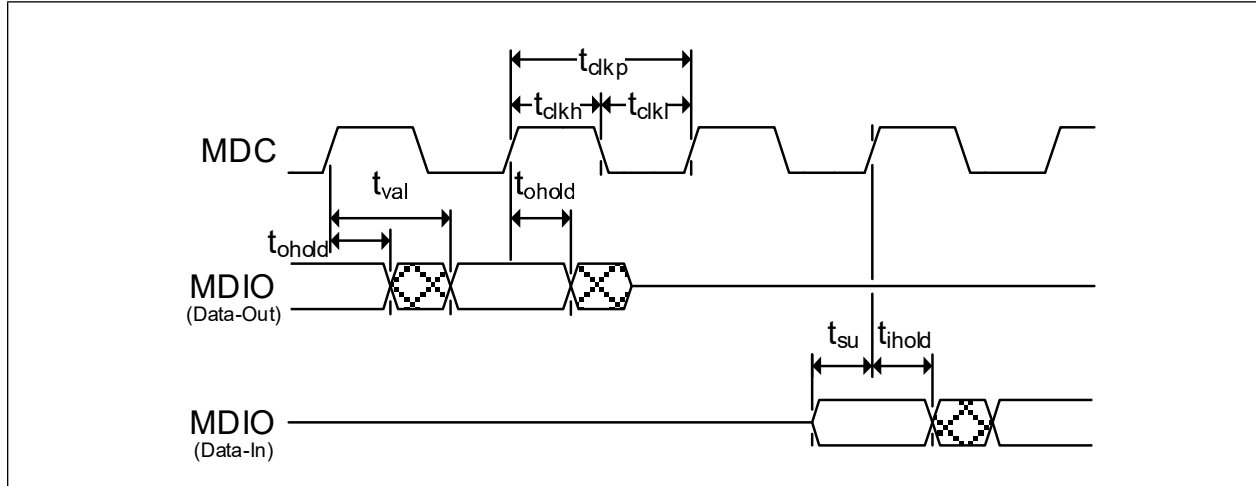 tclkp
tclkh tclkl
MDC
tval tohold
tohold
MDIO
(Data-Out)
tsu tihold
MDIO
(Data-In)